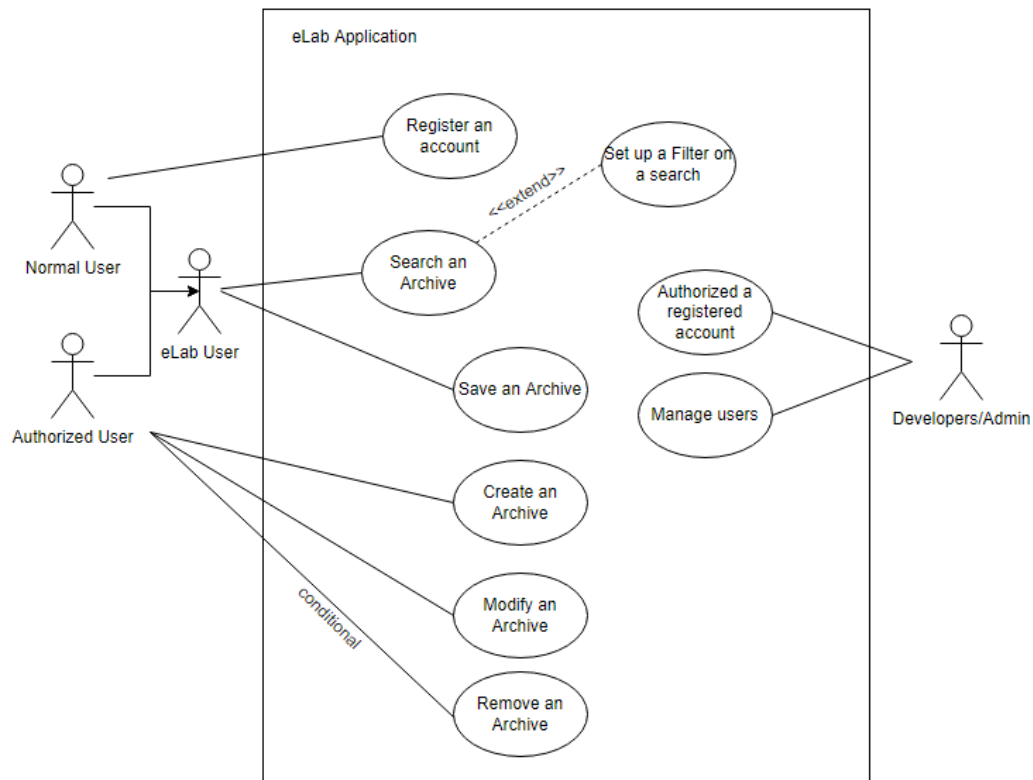 eLab Application
Register an
account
Set up a Filter on
a search
<<extend>>
Normal User
Search an
Archive
eLab User
Authorized a
registered
account
Save an Archive
Manage users
Developers/Admin
Authorized User
Create an
Archive
Modify an
Archive
conditional
Remove an
Archive